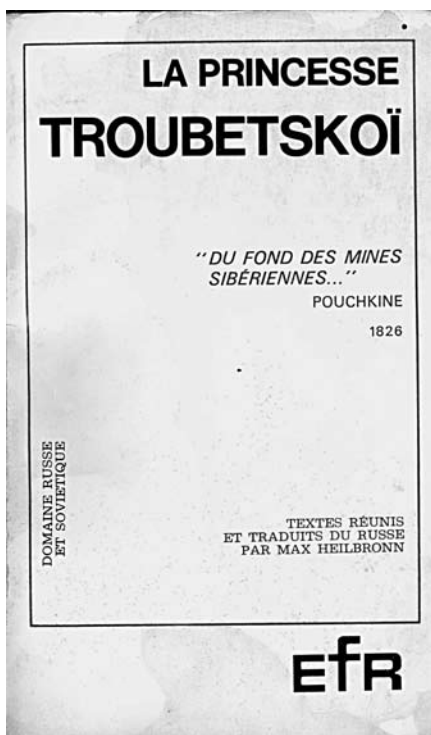 LA PRINCESSE
TROUBETSKOÏ
"DU FOND DES MINES
SIBÉRIENNES..."
POUCHKINE
1826
DOMAINE RUSSE
ET SOVIETIQUE
TEXTES RÉUNIS
ET TRADUITS DU RUSSE
PAR MAX HEILBRONN
EfR